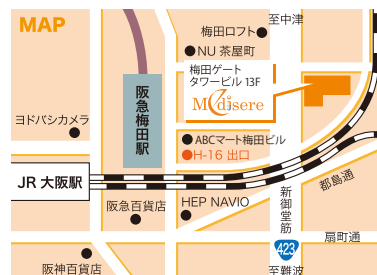 MAP
至中津
梅田ロフト
NU 茶屋町
梅田ゲート
タワービル 13F
Modisere
阪急梅田駅
ヨドバシカメラ
ABCマート梅田ビル
H-16 出口
JR 大阪駅
阪急百貨店
HEP NAVIO
新御堂筋
都島通
扇町通
423
阪神百貨店
至難波